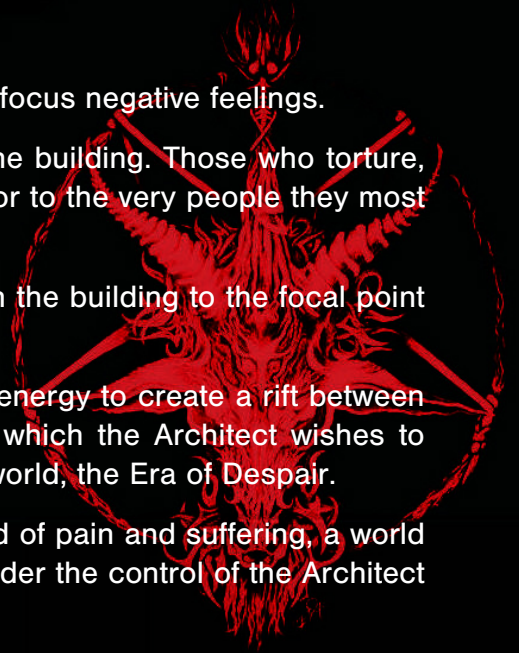 focus negative feelings.
he building. Those who torture,
or to the very people they most
n the building to the focal point
energy to create a rift between
which the Architect wishes to
world, the Era of Despair.
d of pain and suffering, a world
der the control of the Architect